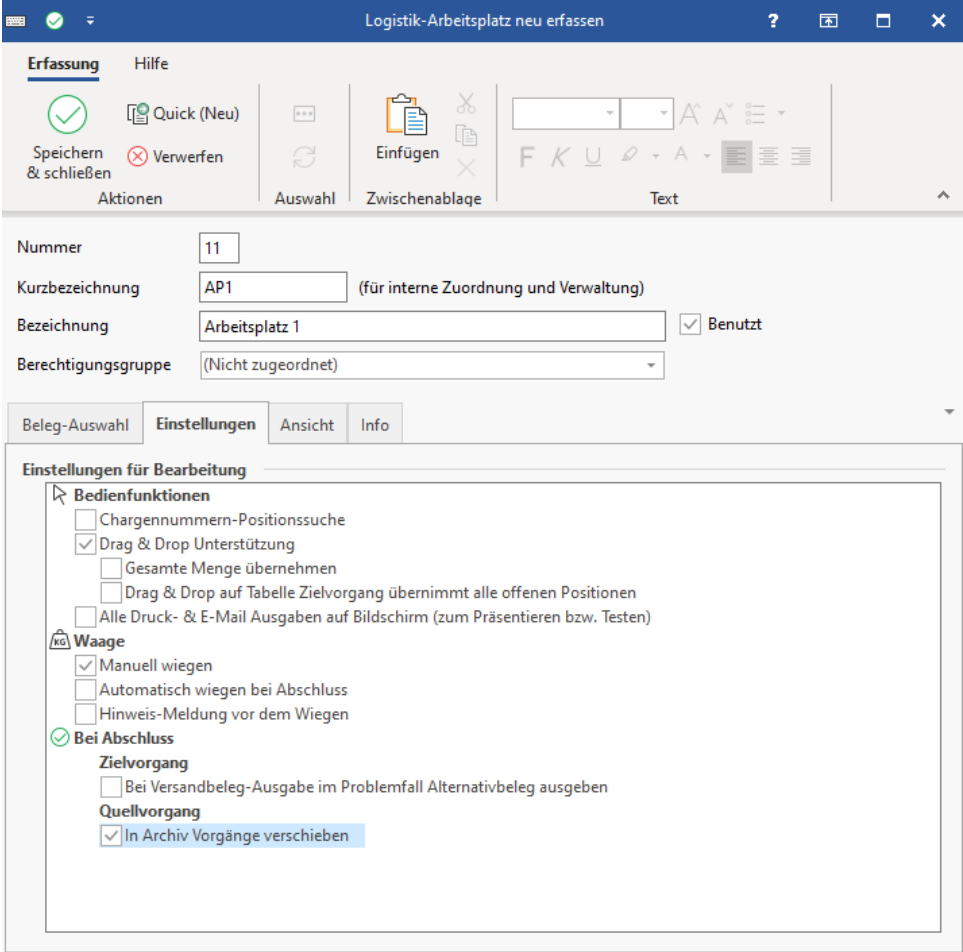 Logistik-Arbeitsplatz neu erfassen ?
Erfassung Hilfe
Speichern & schließen
Quick (Neu)
Verwerfen
Aktionen
Auswahl
Einfügen
Zwischenablage
F K U A
Text
Nummer 11
Kurzbezeichnung AP1 (für interne Zuordnung und Verwaltung)
Bezeichnung Arbeitsplatz 1 Benutzt
Berechtigungsgruppe (Nicht zugeordnet)
Beleg-Auswahl Einstellungen Ansicht Info
Einstellungen für Bearbeitung
Bedienfunktionen
Chargennummern-Positionssuche
Drag & Drop Unterstützung
Gesamte Menge übernehmen
Drag & Drop auf Tabelle Zielvorgang übernimmt alle offenen Positionen
Alle Druck- & E-Mail Ausgaben auf Bildschirm (zum Präsentieren bzw. Testen)
KG Waage
Manuell wiegen
Automatisch wiegen bei Abschluss
Hinweis-Meldung vor dem Wiegen
Bei Abschluss
Zielvorgang
Bei Versandbeleg-Ausgabe im Problemfall Alternativbeleg ausgeben
Quellvorgang
In Archiv Vorgänge verschieben